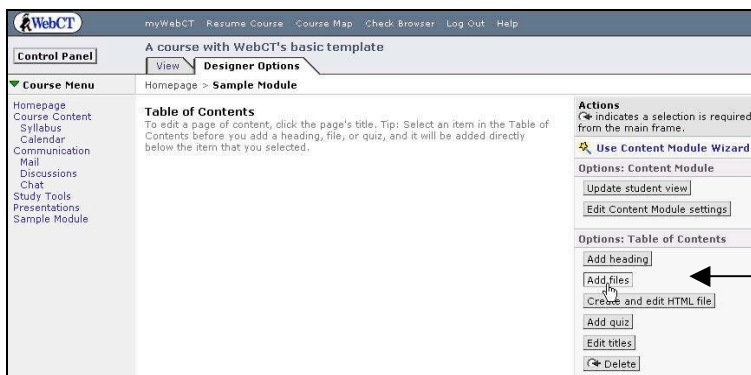 WebCT
myWebCT Resume Course Course Map Check Browser Log Out Help
Control Panel
A course with WebCT's basic template
View Designer Options
Course Menu
Homepage > Sample Module
Homepage
Course Content
Syllabus
Calendar
Communication
Mail
Discussions
Chat
Study Tools
Presentations
Sample Module
Table of Contents
To edit a page of content, click the page's title. Tip: Select an item in the Table of
Contents before you add a heading, file, or quiz, and it will be added directly
below the item that you selected.
Actions
indicates a selection is required
from the main frame.
Use Content Module Wizard
Options: Content Module
Update student view
Edit Content Module settings
Options: Table of Contents
Add heading
Add files
Create and edit HTML file
Add quiz
Edit titles
Delete